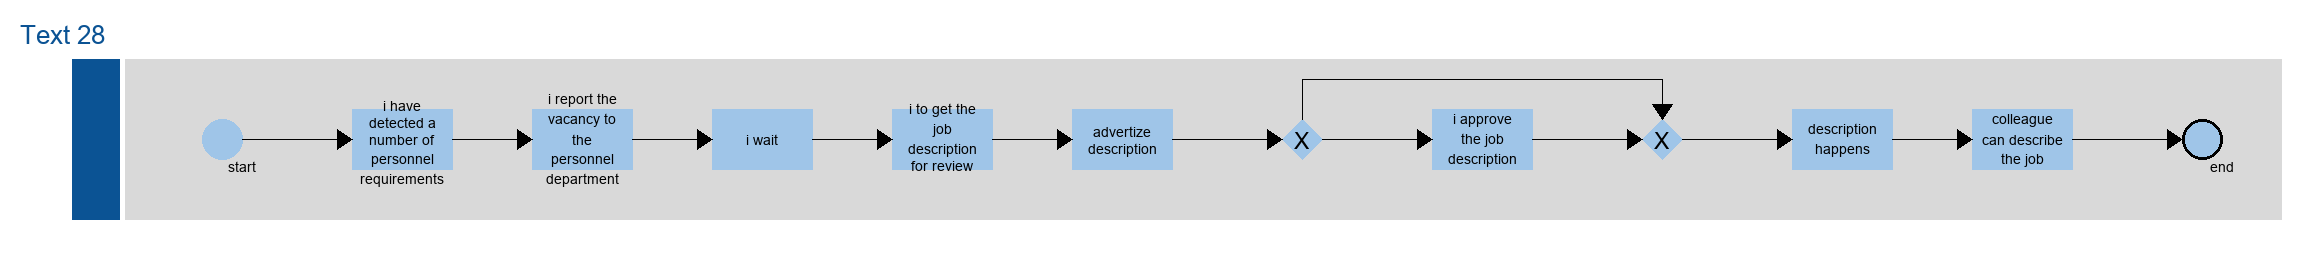 Text 28
start
i have
detected a
number of
personnel
requirements
i report the
vacancy to
the
personnel
department
i wait
i to get the
job
description
for review
advertize
description
X
i approve
the job
description
X
description
happens
colleague
can describe
the job
end